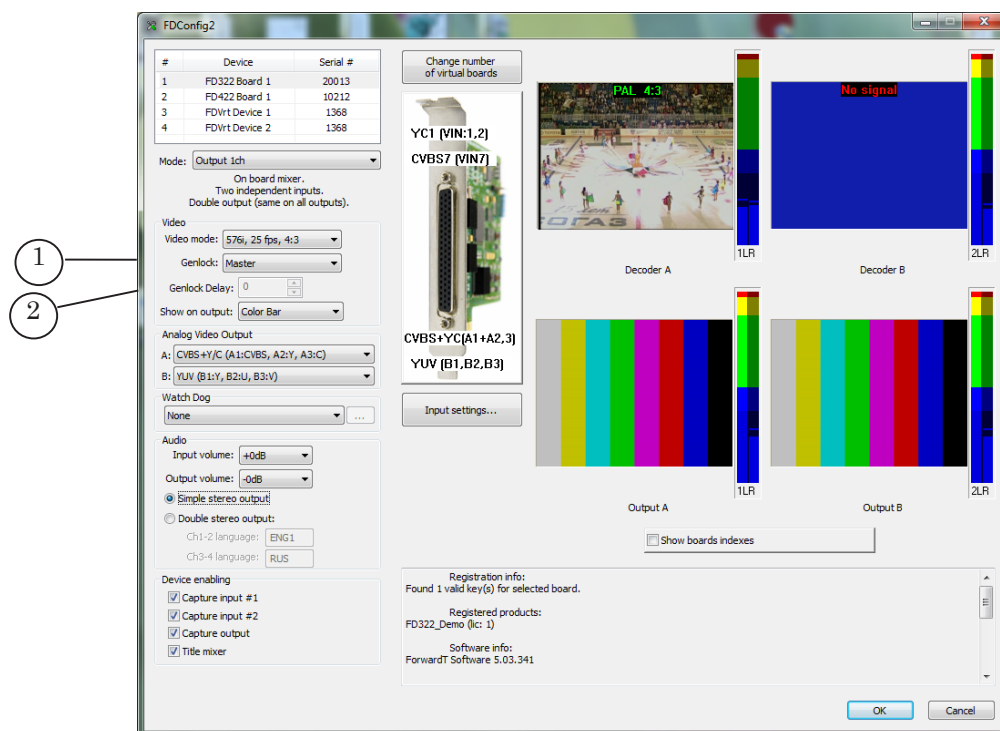 FDConfig2
# Device Serial #
1 FD322 Board 1 20013
2 FD422 Board 1 10212
3 FDVrt Device 1 1368
4 FDVrt Device 2 1368
Mode: Output 1ch
On board mixer.
Two independent inputs.
Double output (same on all outputs).
Video
Video mode: 576i, 25 fps, 4:3
1
Genlock: Master
2
Genlock Delay: 0
Show on output: Color Bar
Analog Video Output
A: CVBS+Y/C (A1:CVBS, A2:Y, A3:C)
B: YUV (B1:Y, B2:U, B3:V)
Watch Dog
None ...
Audio
Input volume: +0dB
Output volume: -0dB
Simple stereo output
Double stereo output:
Ch1-2 language: ENG1
Ch3-4 language: RUS
Device enabling
Capture input #1
Capture input #2
Capture output
Title mixer
Change number
of virtual boards
YC1 (VIN:1,2)
CVBS7 (VIN7)
CVBS+YC(A1+A2,3)
YUV (B1,B2,B3)
Input settings...
PAL 4:3
ОГАЗ
1LR
Decoder A
No signal
2LR
Decoder B
1LR
Output A
2LR
Output B
Show boards indexes
Registration info:
Found 1 valid key(s) for selected board.
Registered products:
FD322_Demo (lic: 1)
Software info:
ForwardT Software 5.03.341
OK Cancel